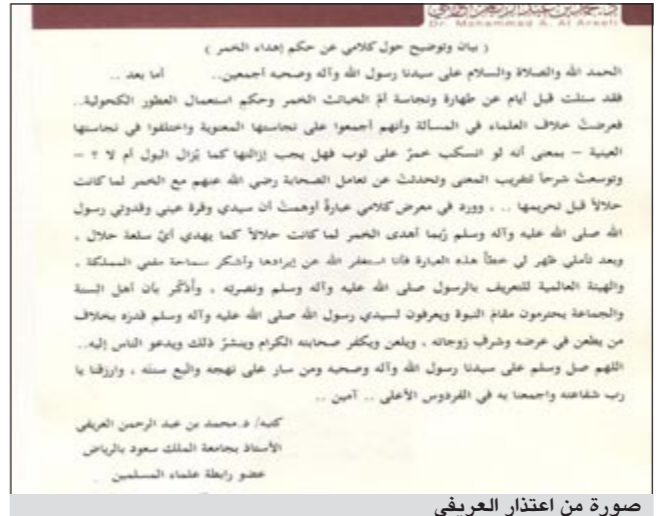 د. محمد بن عبد الرحمن العريفي
Dr. Mohammad A. Al Areefi
( بيان وتوضيح حول كلامي عن حكم إهداء الخمر )
الحمد الله والصلاة والسلام على سيدنا رسول الله وآله وصحبه أجمعين.. أما بعد ..
فقد سئلت قبل أيام عن طهارة ونجاسة أمّ الخبائث الخمر وحكم استعمال العطور الكحولية..
فعرضتُ خلاف العلماء في المسألة وأنهم أجمعوا على نجاستها المعنوية واختلفوا في نجاستها
العينية – بمعنى أنه لو انسكب خمرٌ على ثوب فهل يجب إزالتها كما يُزال البول أم لا ؟ –
وتوسعتُ شرحاً لتقريب المعنى وتحدثتُ عن تعامل الصحابة رضي الله عنهم مع الخمر لما كانت
حلالاً قبل تحريمها .. ، وورد في معرض كلامي عبارةٌ أوهمتْ أن سيدي وقرة عيني وقدوتي رسول
الله صلى الله عليه وآله وسلم رُبما أهدى الخمر لما كانت حلالاً كما يهدي أيّ سلعة حلال ،
وبعد تأملي ظهر لي خطأ هذه العبارة فأنا استغفر الله عن إيرادها وأشكر سماحة مفتي المملكة ،
والهيئة العالمية للتعريف بالرسول صلى الله عليه وآله وسلم ونصرته ، وأذكّر بأن أهل السنة
والجماعة يحترمون مقامَ النبوة ويعرفون لسيدي رسول الله صلى الله عليه وآله وسلم قدرَه بخلاف
من يطعن في عرضه وشرفِ زوجاته ، ويلعن ويكفر صحابته الكرام وينشرُ ذلك ويدعو الناس إليه..
اللهم صل وسلم على سيدنا رسول الله وآله وصحبه ومن سار على نهجه واتبع سنته ، وارزقنا يا
رب شفاعته واجمعنا به في الفردوس الأعلى .. آمين ..
كتبه/ د.محمد بن عبد الرحمن العريفي
الأستاذ بجامعة الملك سعود بالرياض
عضو رابطة علماء المسلمين
صورة من اعتذار العريفي